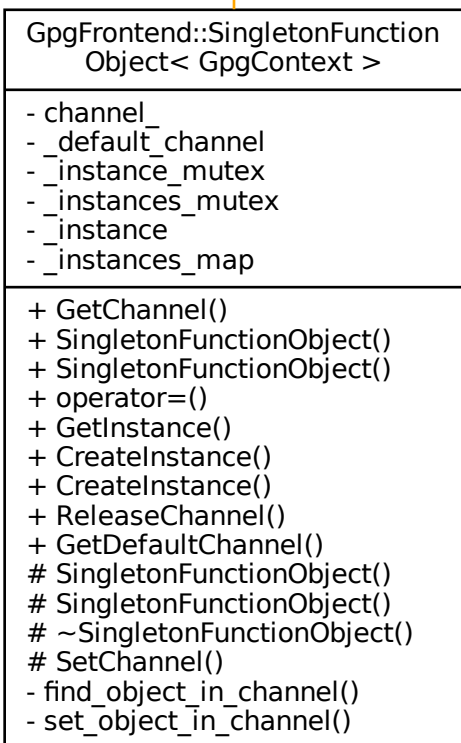 GpgFrontend::SingletonFunction
Object< GpgContext >
- channel_
- _default_channel
- _instance_mutex
- _instances_mutex
- _instance
- _instances_map
+ GetChannel()
+ SingletonFunctionObject()
+ SingletonFunctionObject()
+ operator=()
+ GetInstance()
+ CreateInstance()
+ CreateInstance()
+ ReleaseChannel()
+ GetDefaultChannel()
# SingletonFunctionObject()
# SingletonFunctionObject()
# ~SingletonFunctionObject()
# SetChannel()
- find_object_in_channel()
- set_object_in_channel()